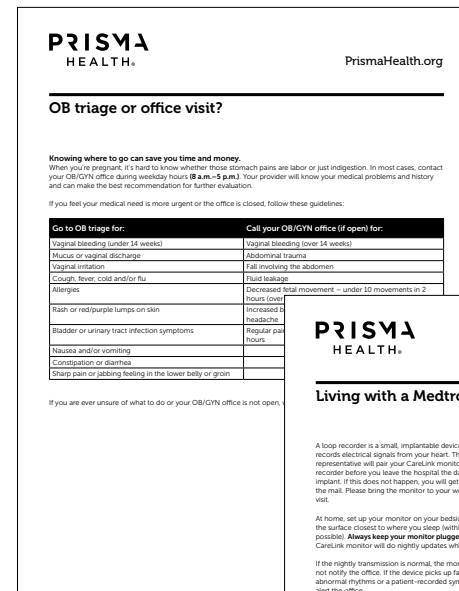 PRISMA
HEALTH®
PrismaHealth.org
OB triage or office visit?
Knowing where to go can save you time and money.
When you're pregnant, it's hard to know whether those stomach pains are labor or just indigestion. In most cases, contact
your OB/GYN office during weekday hours (8 a.m.–5 p.m.). Your provider will know your medical problems and history
and can make the best recommendation for further evaluation.
If you feel your medical need is more urgent or the office is closed, follow these guidelines:
Go to OB triage for: Call your OB/GYN office (if open) for:
Vaginal bleeding (under 14 weeks) Vaginal bleeding (over 14 weeks)
Mucus or vaginal discharge Abdominal trauma
Vaginal irritation Fall involving the abdomen
Cough, fever, cold and/or flu Fluid leakage
Allergies Decreased fetal movement – under 10 movements in 2
hours (over
Rash or red/purple lumps on skin Increased b
headache
Bladder or urinary tract infection symptoms Regular pai
hours
Nausea and/or vomiting
Constipation or diarrhea
Sharp pain or jabbing feeling in the lower belly or groin
If you are ever unsure of what to do or your OB/GYN office is not open,
PRISMA
HEALTH®
Living with a Medtro
A loop recorder is a small, implantable device
records electrical signals from your heart. Th
representative will pair your CareLink monito
recorder before you leave the hospital the da
implant. If this does not happen, you will get
the mail. Please bring the monitor to your wo
visit.
At home, set up your monitor on your bedsid
the surface closest to where you sleep (withi
possible). Always keep your monitor plugge
CareLink monitor will do nightly updates whi
If the nightly transmission is normal, the mon
not notify the office. If the device picks up fa
abnormal rhythms or a patient-recorded sym
alert the office.